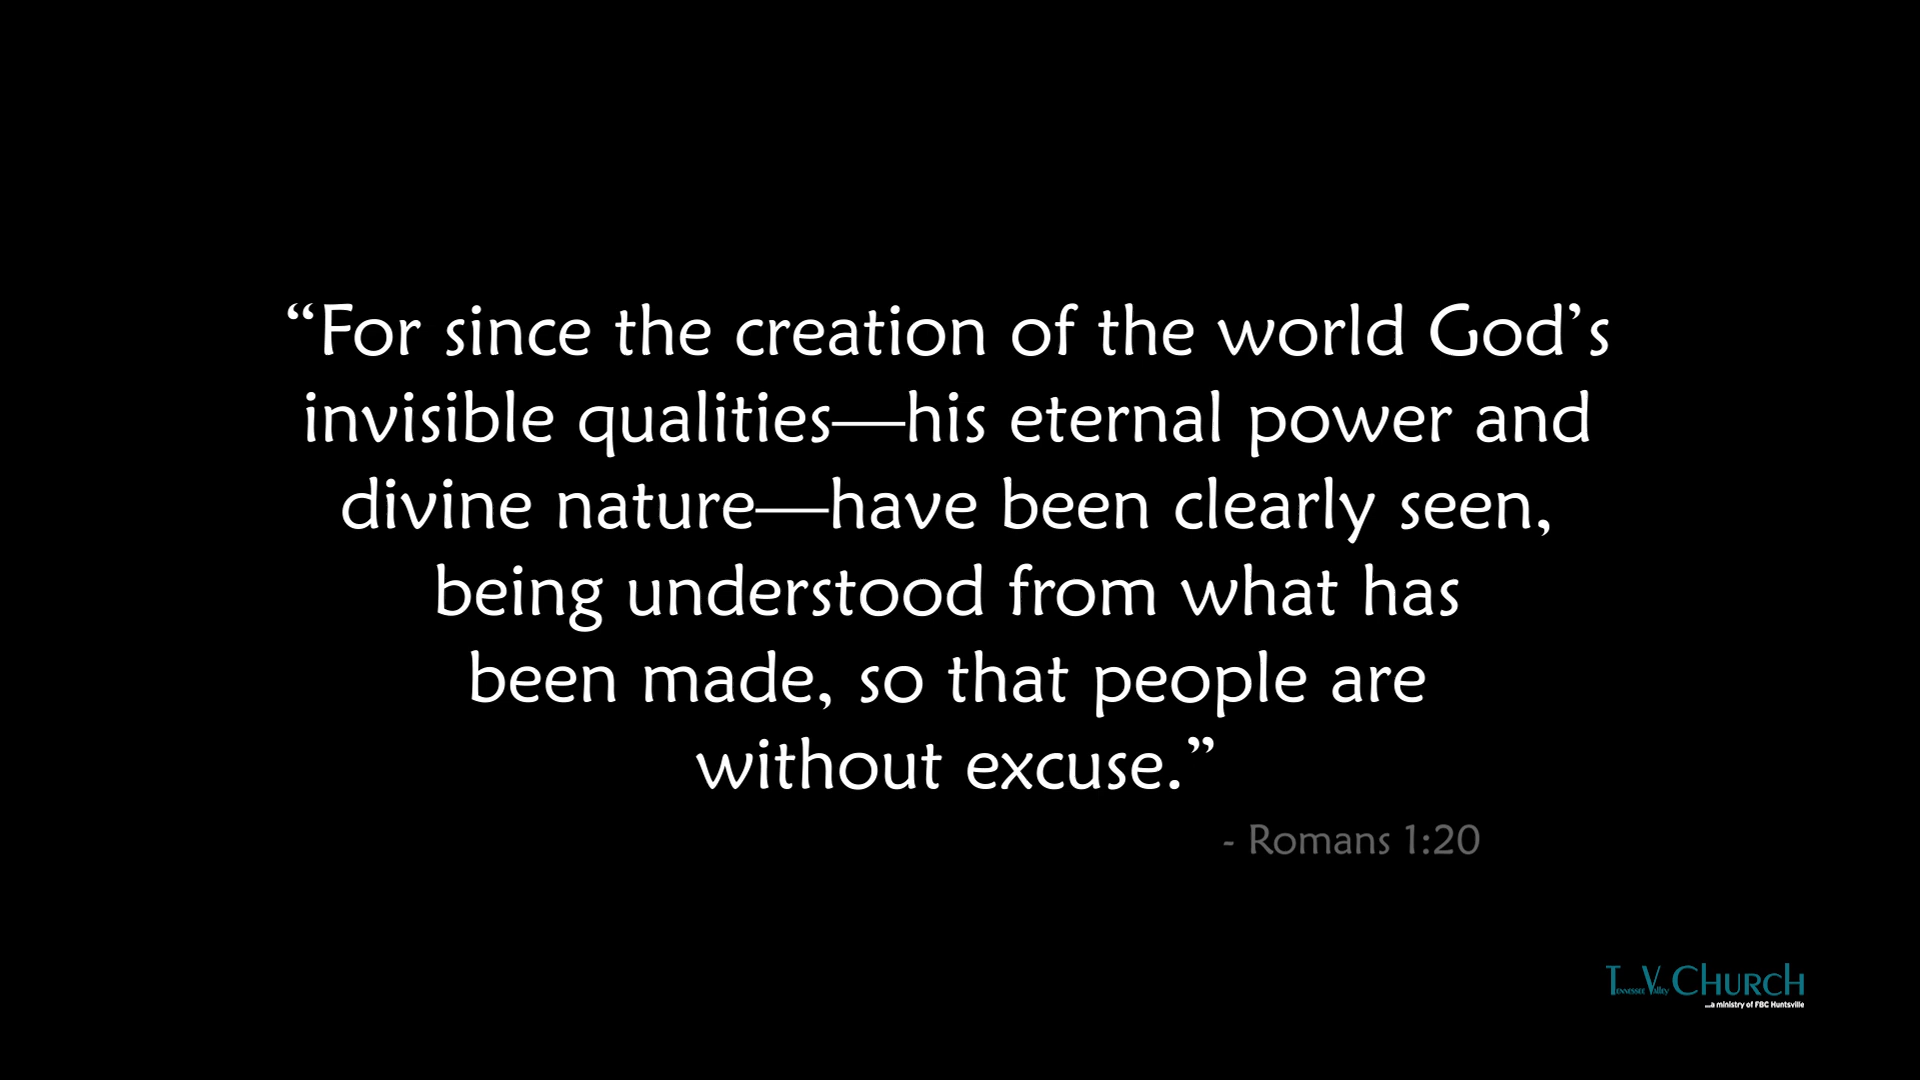 “For since the creation of the world God’s
invisible qualities—his eternal power and
divine nature—have been clearly seen,
being understood from what has
been made, so that people are
without excuse.”
- Romans 1:20
Tennessee Valley Church
...a ministry of FBC Huntsville